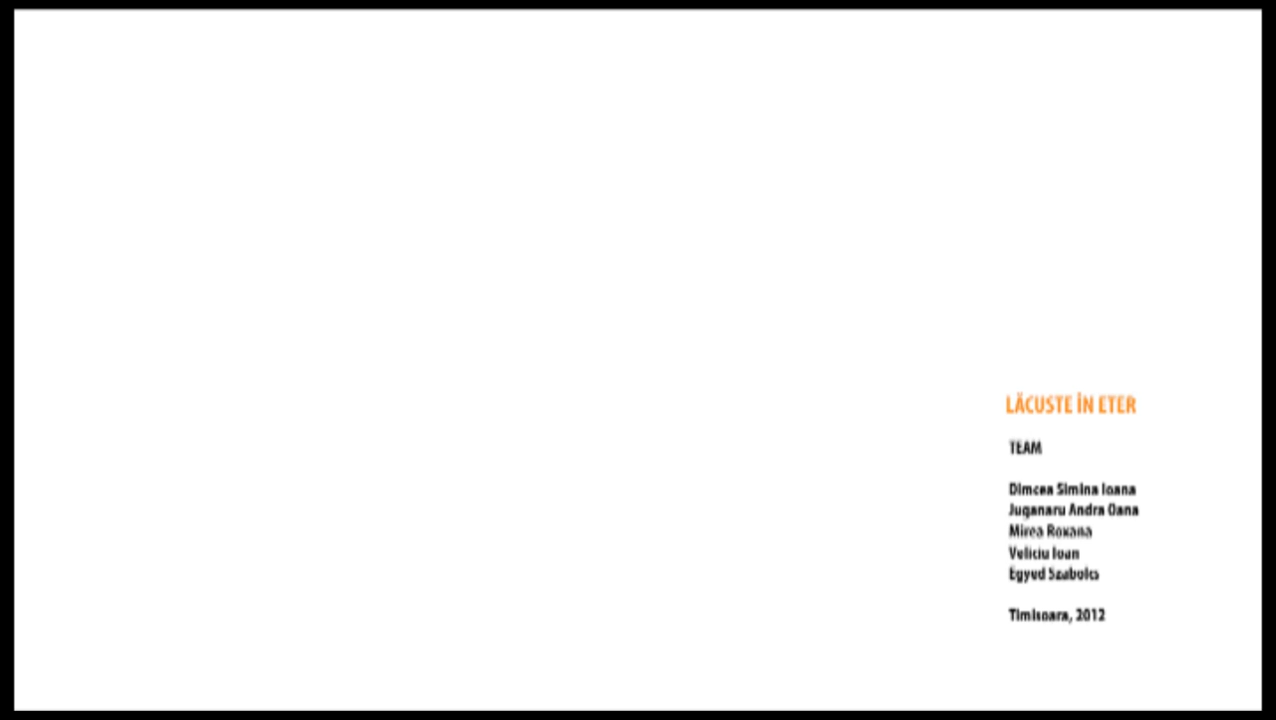 LĂCUSTE ÎN ETER
TEAM
Dimcea Simina Ioana
Juganaru Andra Oana
Mirea Roxana
Veliciu Ioan
Egyed Szabolcs
Timisoara, 2012